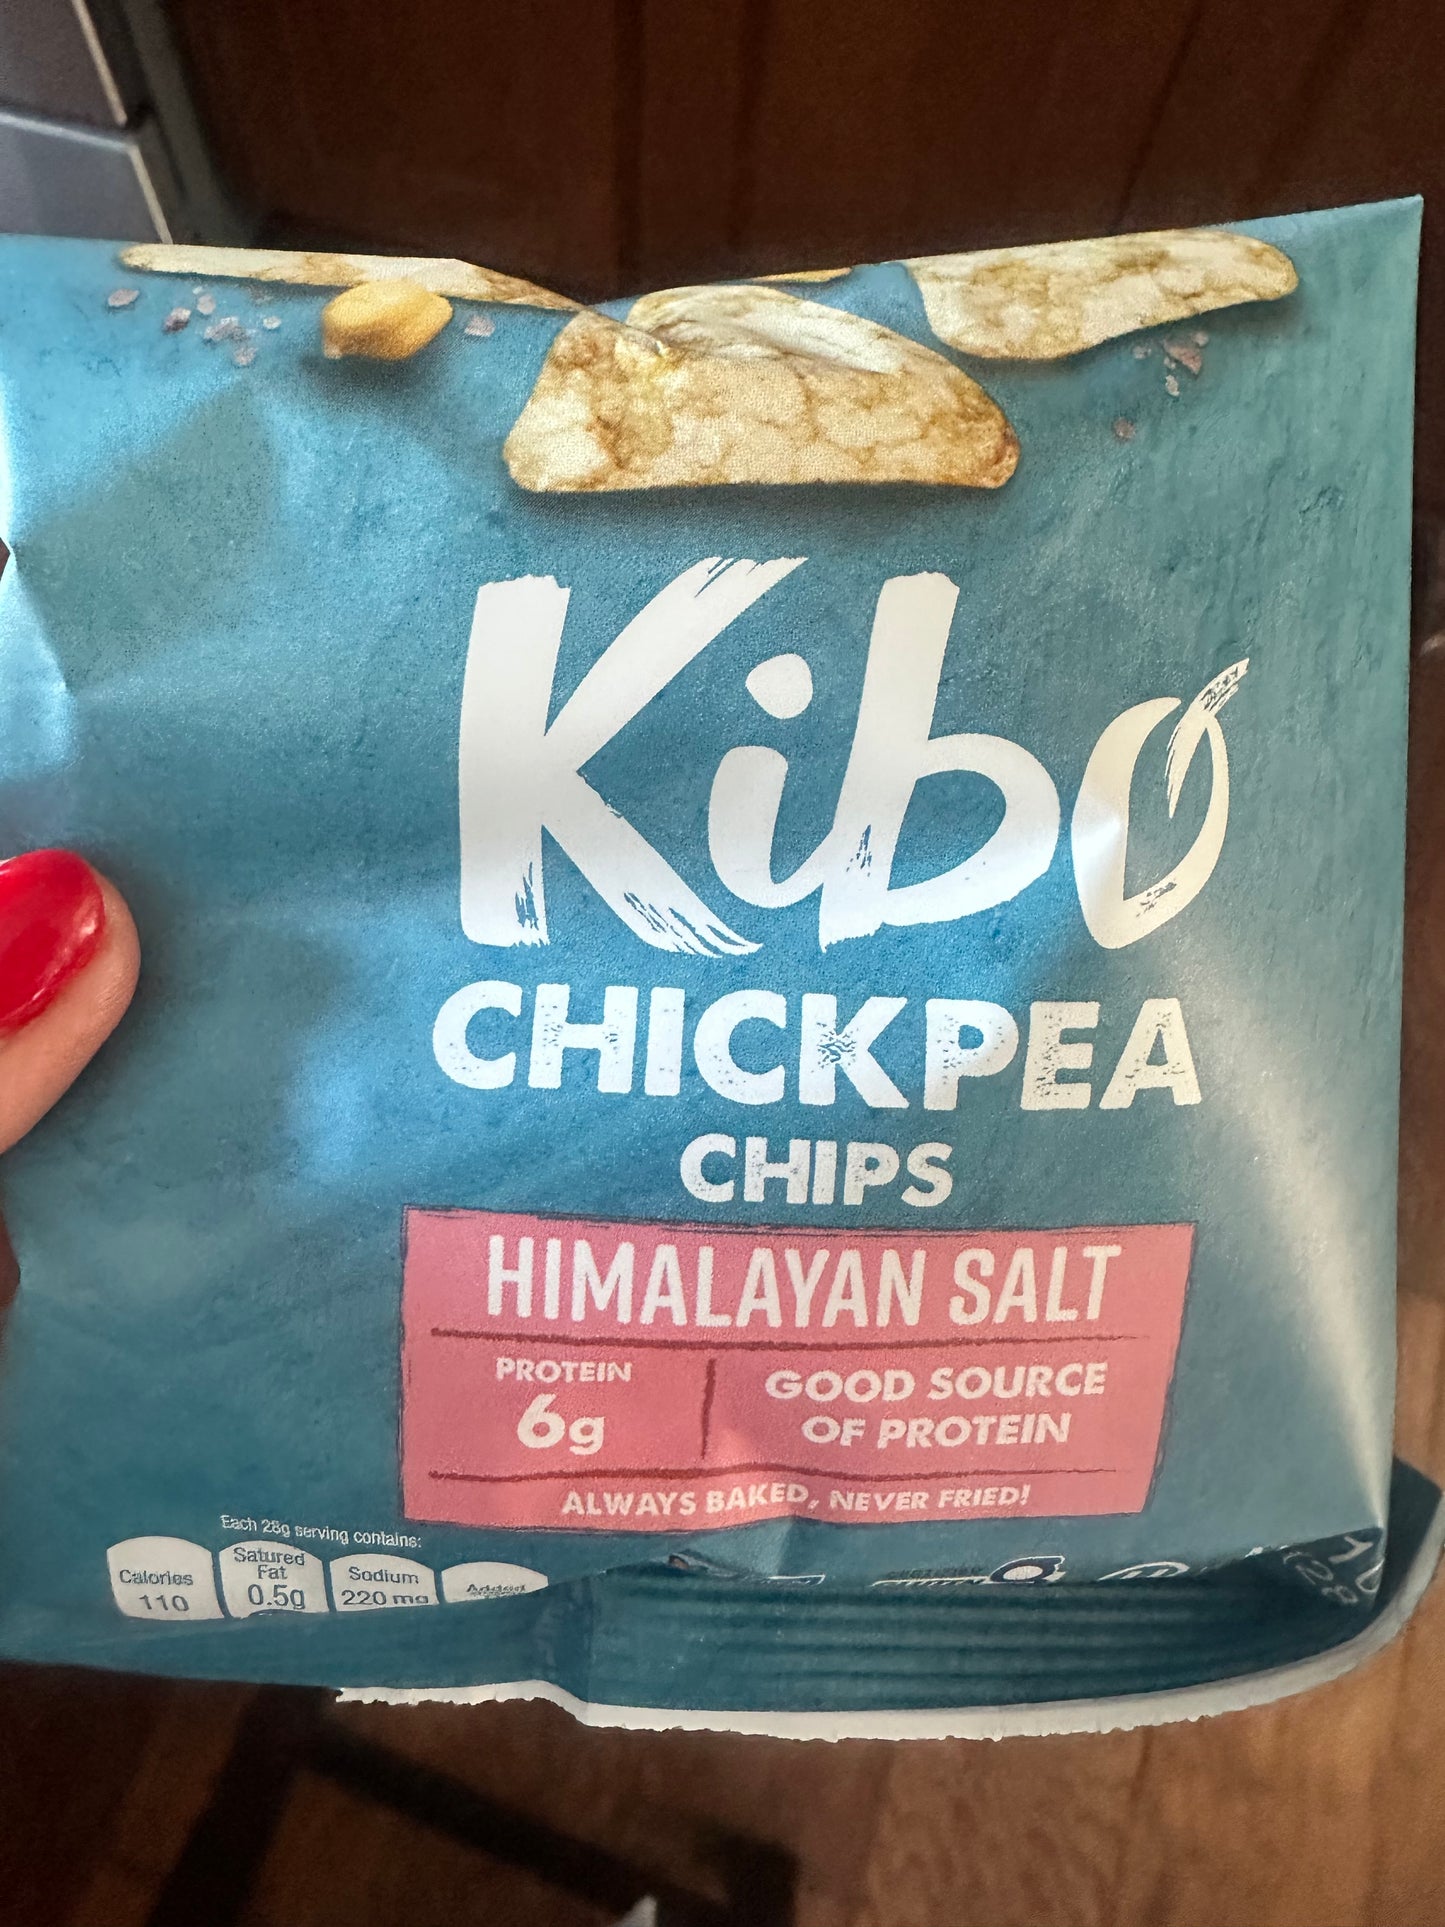 Kibo
CHICKPEA
CHIPS
HIMALAYAN SALT
PROTEIN
6g
GOOD SOURCE
OF PROTEIN
ALWAYS BAKED, NEVER FRIED!
Each 28g serving contains:
Calories
110
Satured
Fat
0.5g
Sodium
220 mg
Added